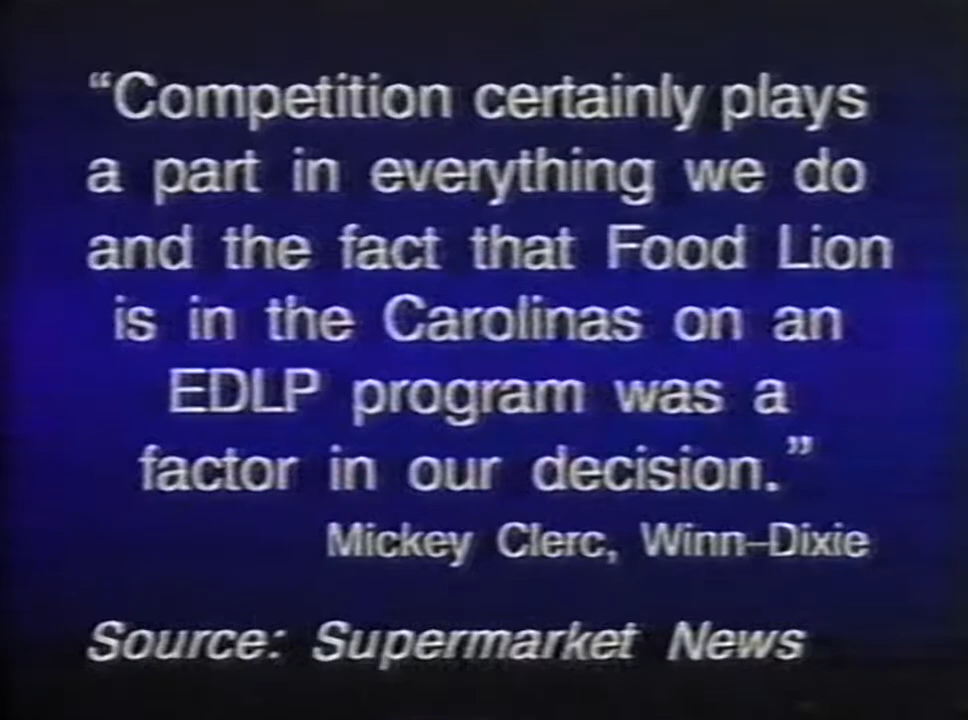 “Competition certainly plays
a part in everything we do
and the fact that Food Lion
is in the Carolinas on an
EDLP program was a
factor in our decision.”
Mickey Clerc, Winn–Dixie
Source: Supermarket News